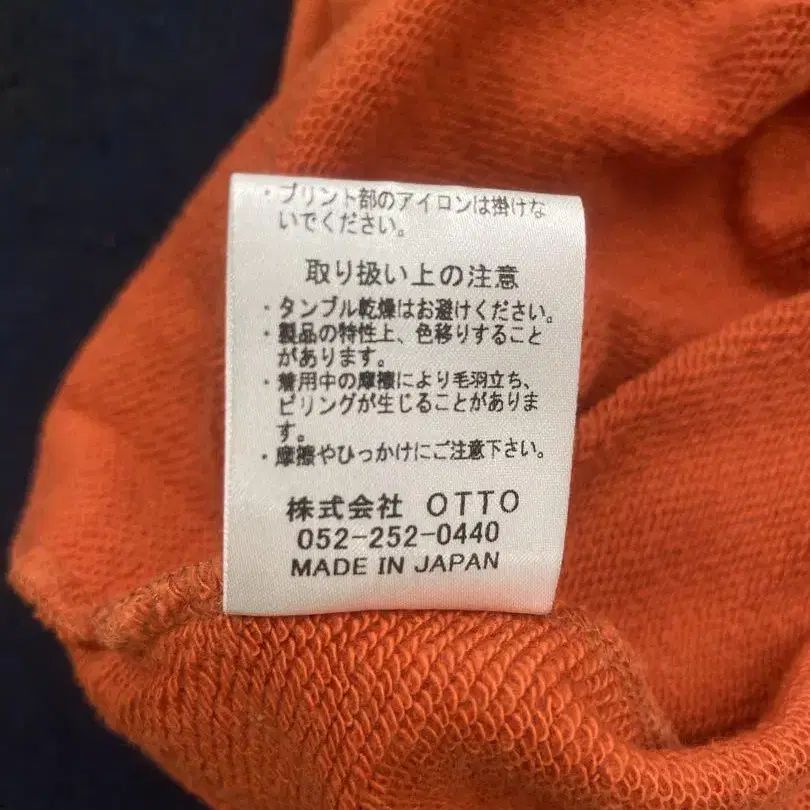 ・プリント部のアイロンは掛けな
いでください。
取り扱い上の注意
・タンブル乾燥はお避けください。
・製品の特性上、色移りすること
があります。
・着用中の摩擦により毛羽立ち、
ピリングが生じることがありま
す。
・摩擦やひっかけにご注意下さい。
株式会社 OTTO
052-252-0440
MADE IN JAPAN